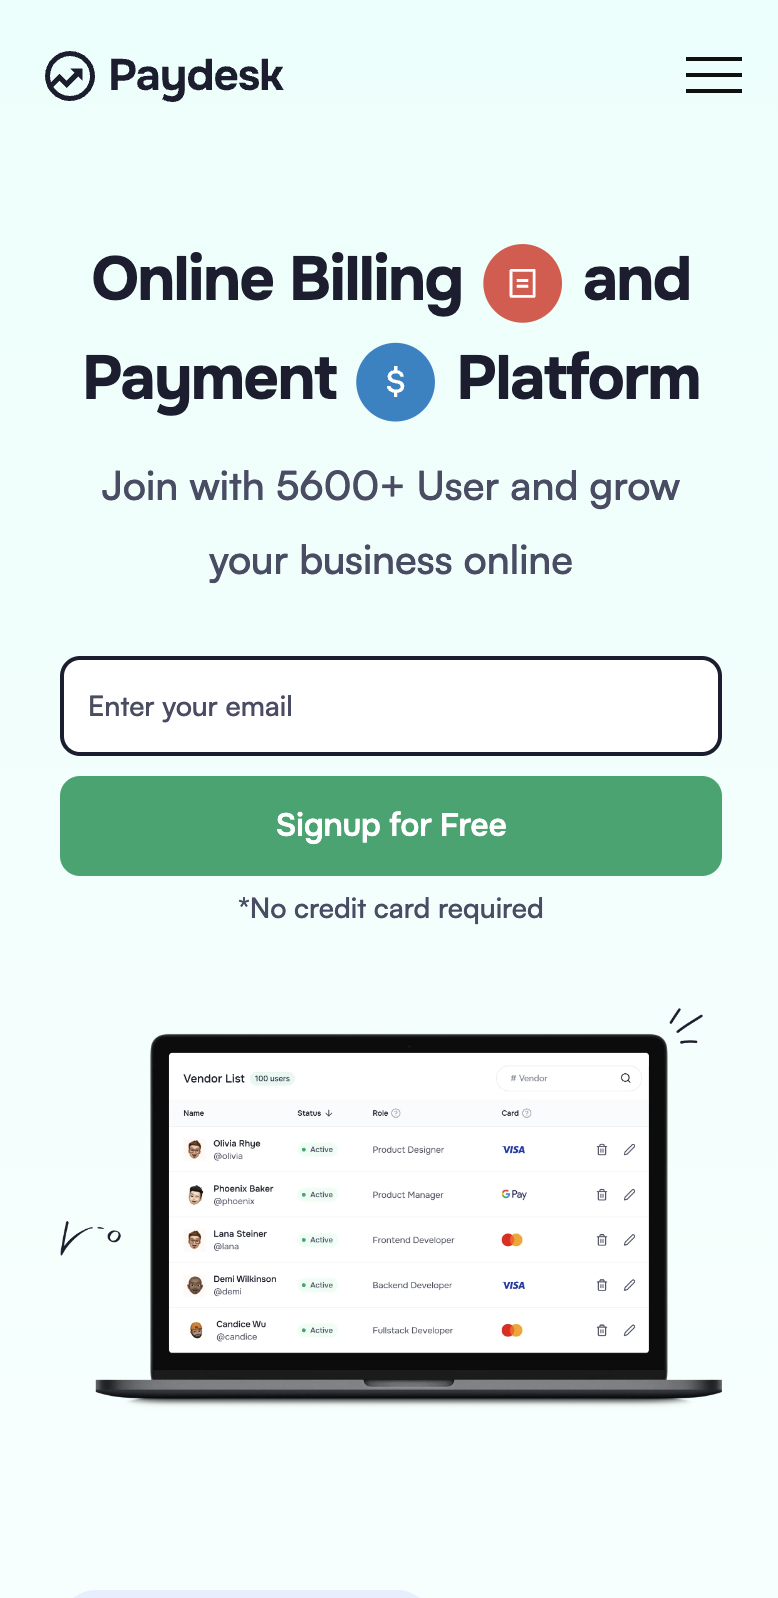 Paydesk
Online Billing and
Payment $ Platform
Join with 5600+ User and grow
your business online
Enter your email
Signup for Free
*No credit card required
Vendor List 100 users # Vendor
Name Status Role Card
Olivia Rhye
@olivia
Active Product Designer VISA
Phoenix Baker
@phoenix
Active Product Manager G Pay
Lana Steiner
@lana
Active Frontend Developer
Demi Wilkinson
@demi
Active Backend Developer VISA
Candice Wu
@candice
Active Fullstack Developer